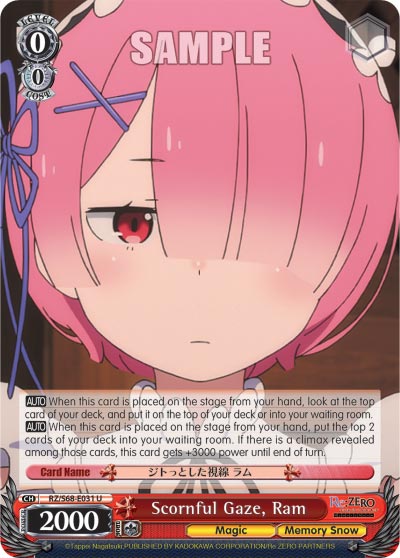 LEVEL
0
0
COST
SAMPLE
AUTO When this card is placed on the stage from your hand, look at the top
card of your deck, and put it on the top of your deck or into your waiting room.
AUTO When this card is placed on the stage from your hand, put the top 2
cards of your deck into your waiting room. If there is a climax revealed
among those cards, this card gets +3000 power until end of turn.
Card Name
ジトっとした視線 ラム
CH RZ/S68-E031 U
Scornful Gaze, Ram
Re:ZERO
POWER
2000
SOUL
Magic
Memory Snow
©Tappei Nagatsuki,PUBLISHED BY KADOKAWA CORPORATION/Re:ZERO PARTNERS